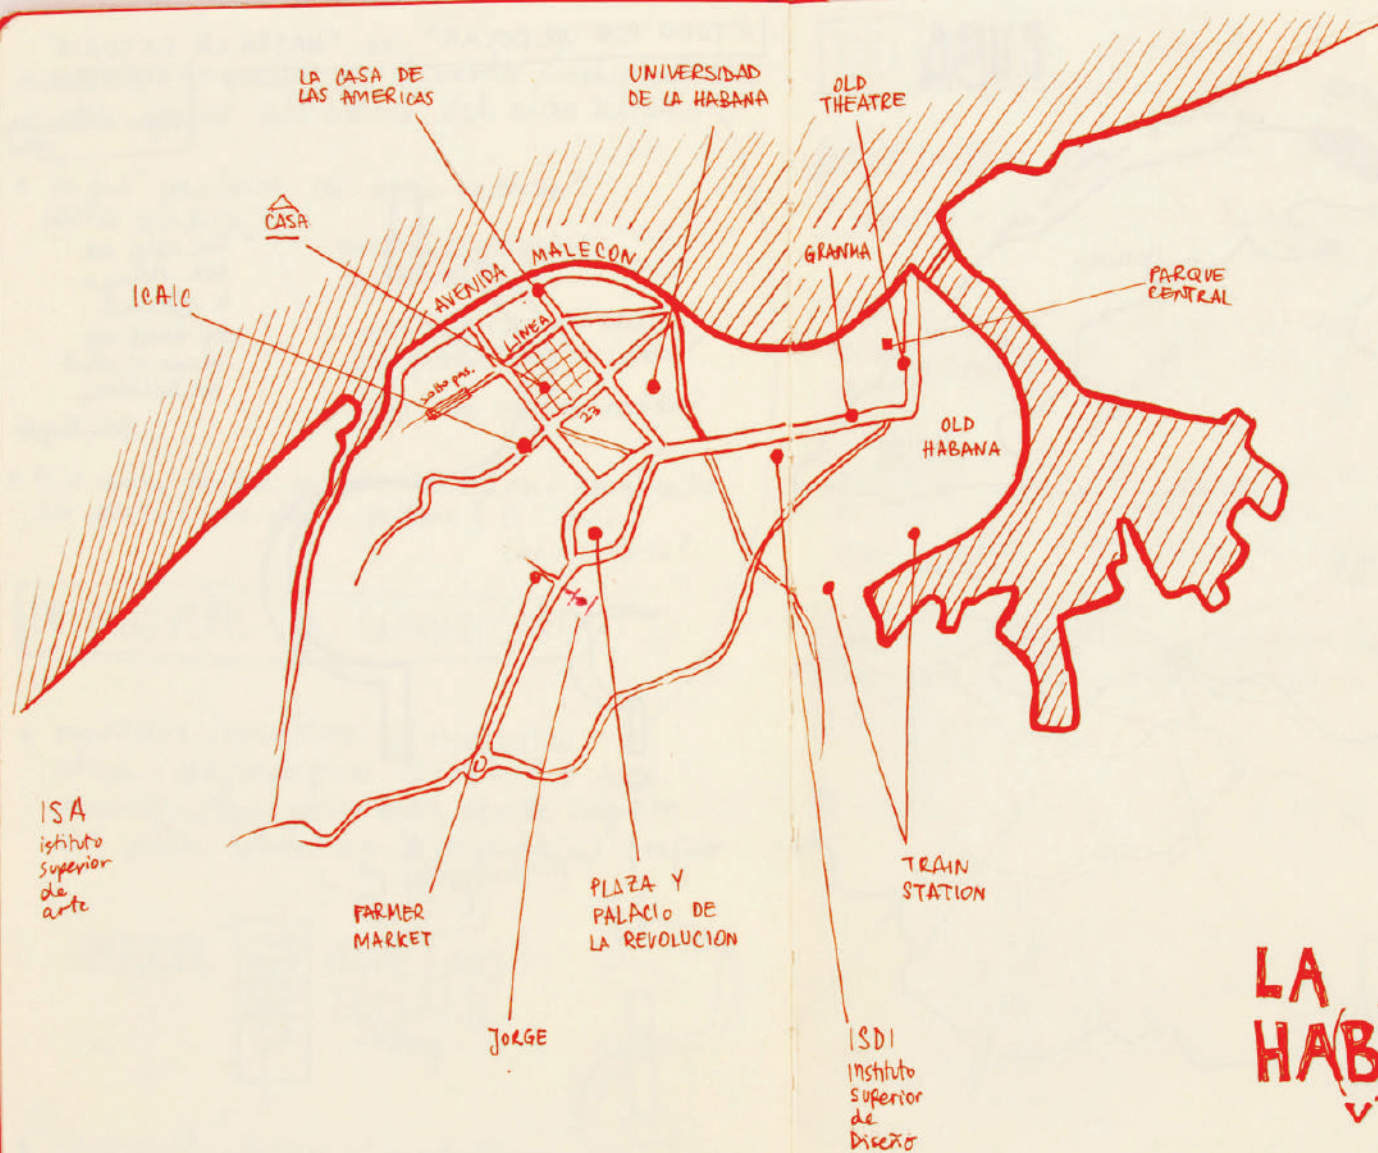 LA CASA DE
LAS AMERICAS
UNIVERSIDAD
DE LA HABANA
OLD
THEATRE
CASA
ICAIC
AVENIDA MALECON
GRANMA
PARQUE
CENTRAL
LINEA
23
OLD
HABANA
ISA
istituto
superior
de
arte
FARMER
MARKET
PLAZA Y
PALACIO DE
LA REVOLUCION
TRAIN
STATION
JORGE
ISDI
Instituto
superior
de
Diseño
LA
HA(B